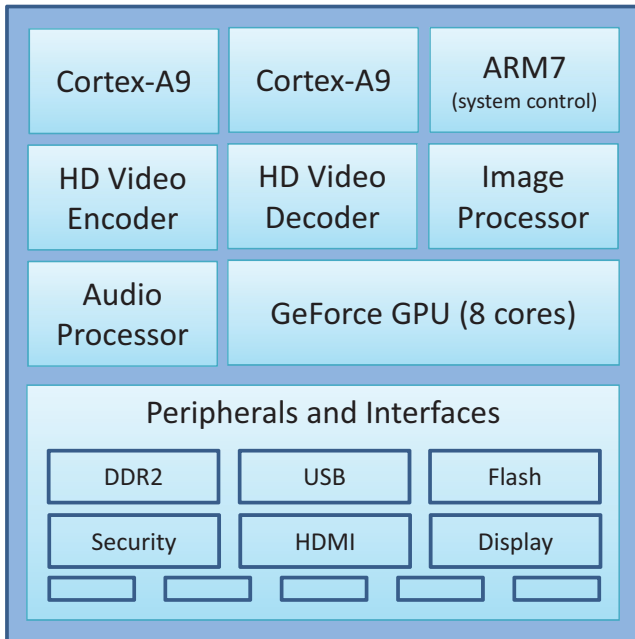 Cortex-A9
Cortex-A9
ARM7
(system control)
HD Video
Encoder
HD Video
Decoder
Image
Processor
Audio
Processor
GeForce GPU (8 cores)
Peripherals and Interfaces
DDR2
USB
Flash
Security
HDMI
Display